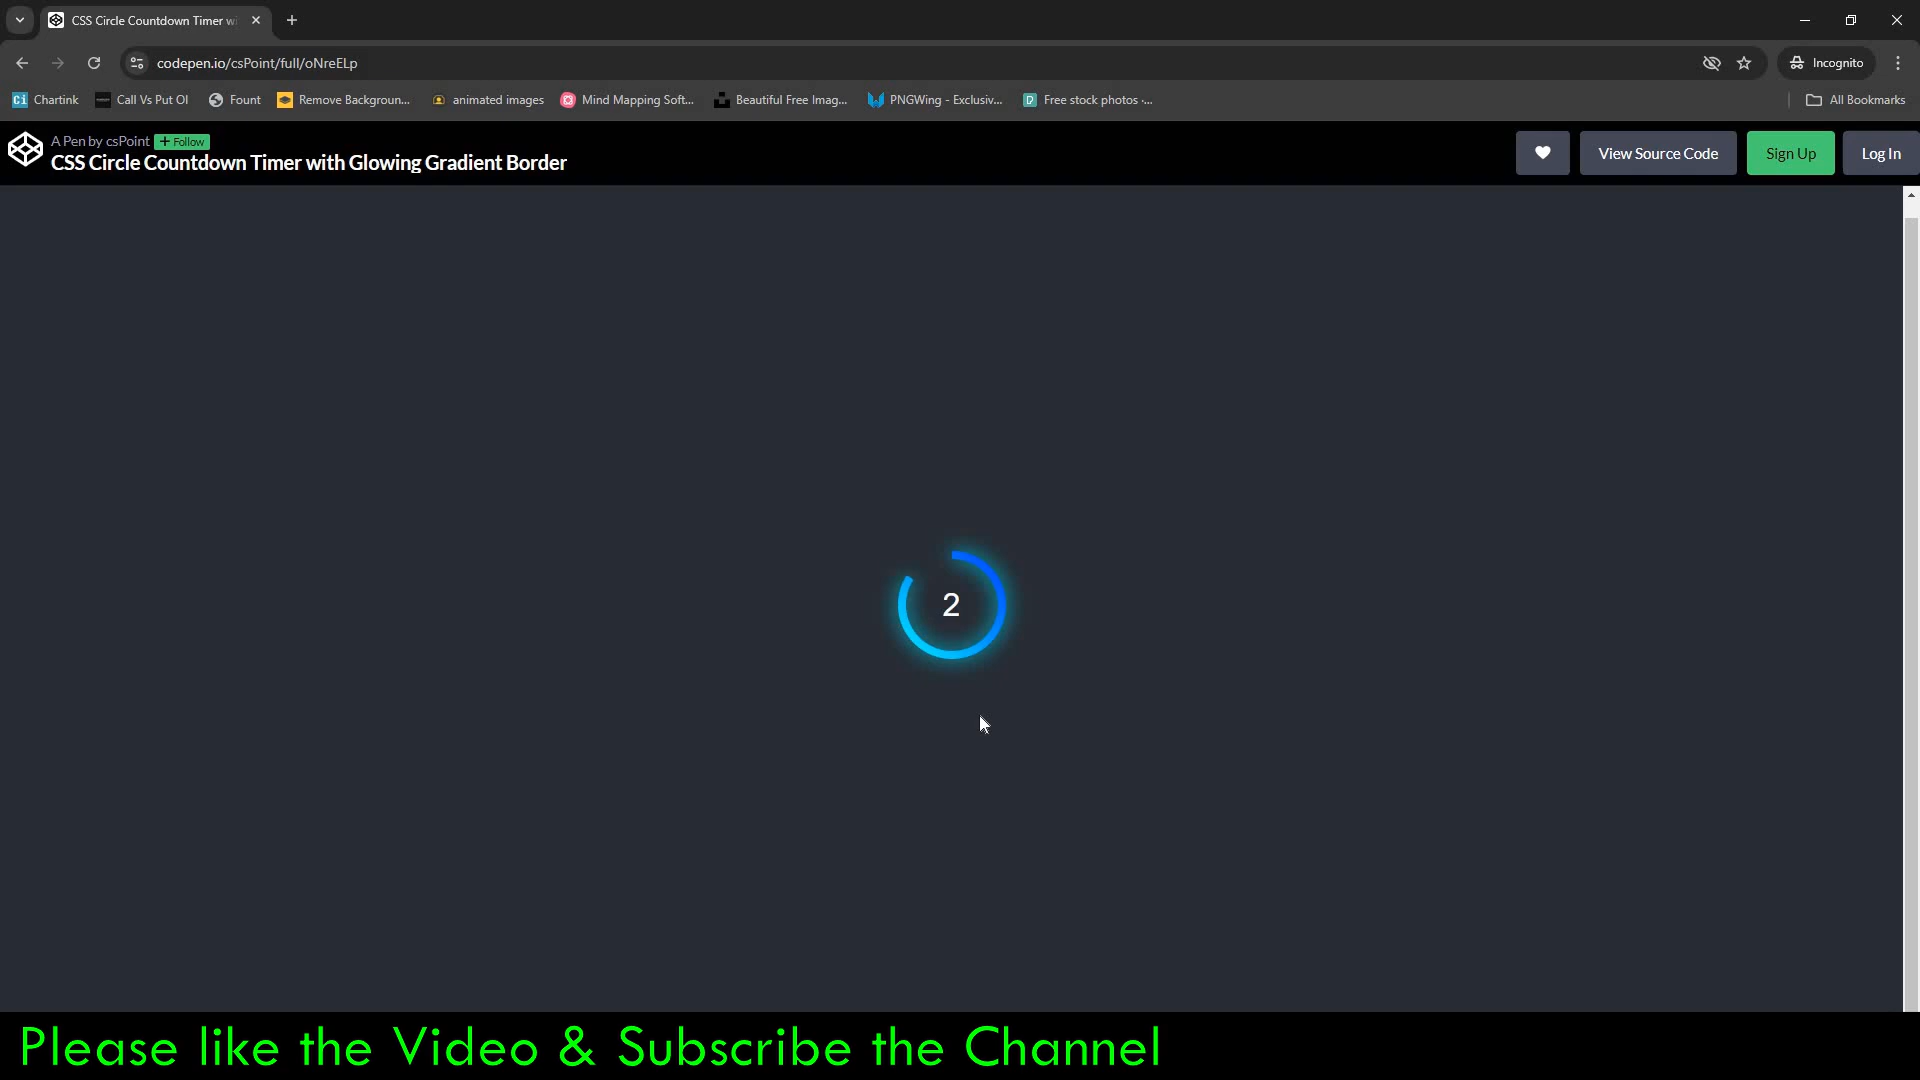 CSS Circle Countdown Timer wi
codepen.io/csPoint/full/oNreELp
Incognito
Ci Chartink
Call Vs Put OI
Fount
Remove Backgroun...
animated images
Mind Mapping Soft...
Beautiful Free Imag...
PNGWing - Exclusiv...
Free stock photos ·...
All Bookmarks
A Pen by csPoint + Follow
CSS Circle Countdown Timer with Glowing Gradient Border
View Source Code
Sign Up
Log In
2
Please like the Video & Subscribe the Channel